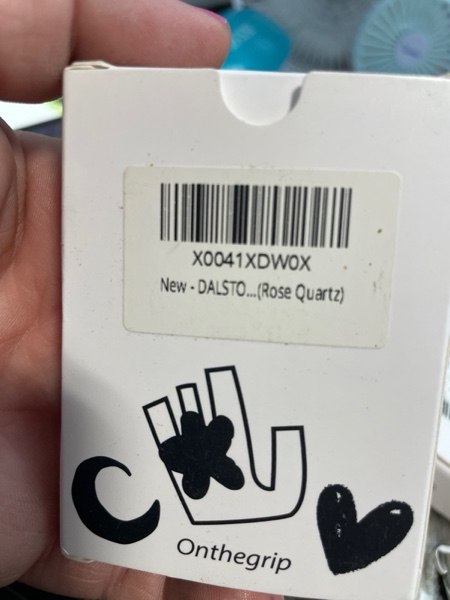 X0041XDW0X
New - DALSTO...(Rose Quartz)
Onthegrip